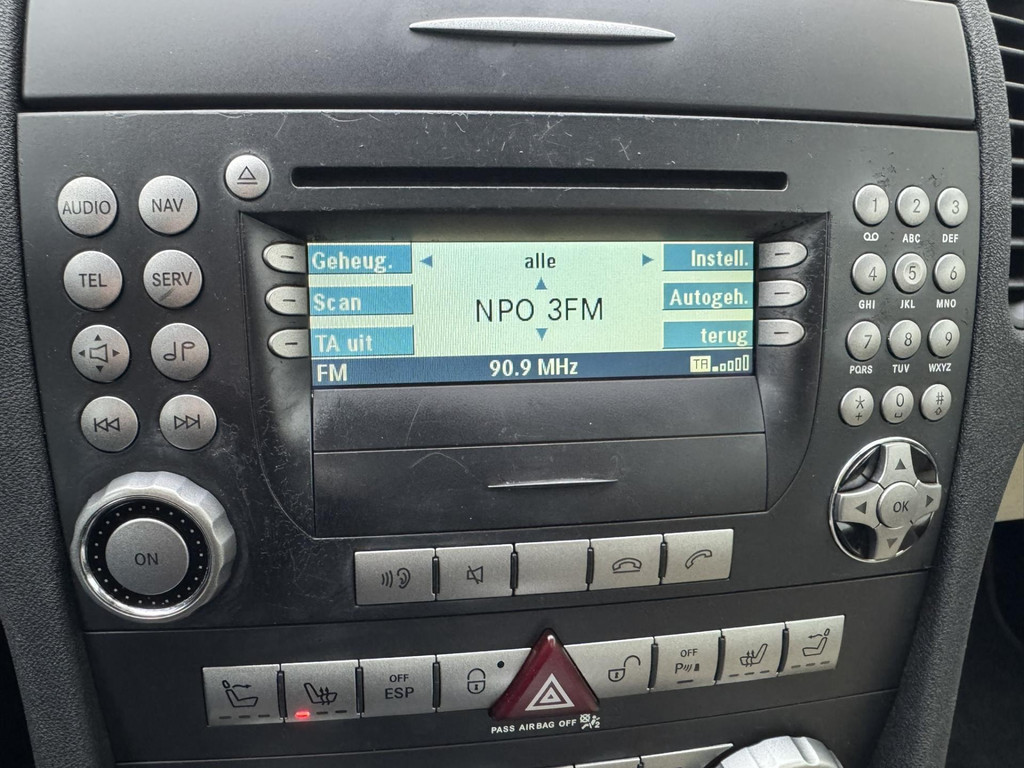 AUDIO NAV
TEL SERV
ON
Geheug. alle Instell.
Scan NPO 3FM Autogeh.
TA uit terug
FM 90.9 MHz TA
1 2 3
ABC DEF
4 5 6
GHI JKL MNO
7 8 9
PQRS TUV WXYZ
* 0 #
OK
OFF
ESP
OFF
P
PASS AIR BAG OFF